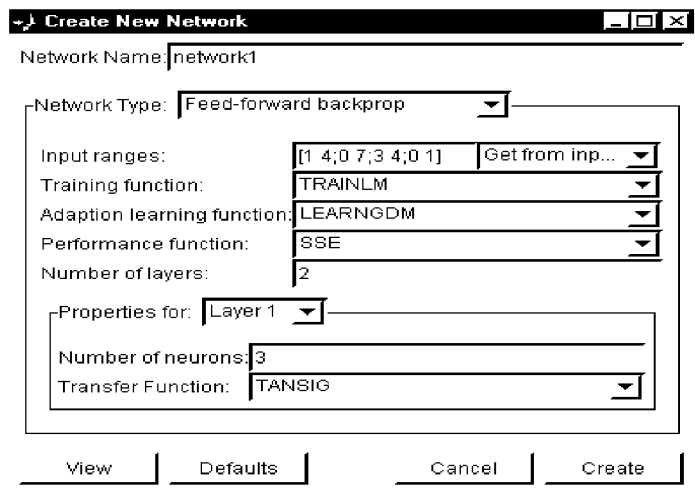 Create New Network
Network Name: network1
Network Type: Feed-forward backprop
Input ranges: [1 4;0 7;3 4;0 1] Get from inp...
Training function: TRAINLM
Adaption learning function: LEARNGDM
Performance function: SSE
Number of layers: 2
Properties for: Layer 1
Number of neurons: 3
Transfer Function: TANSIG
View Defaults Cancel Create